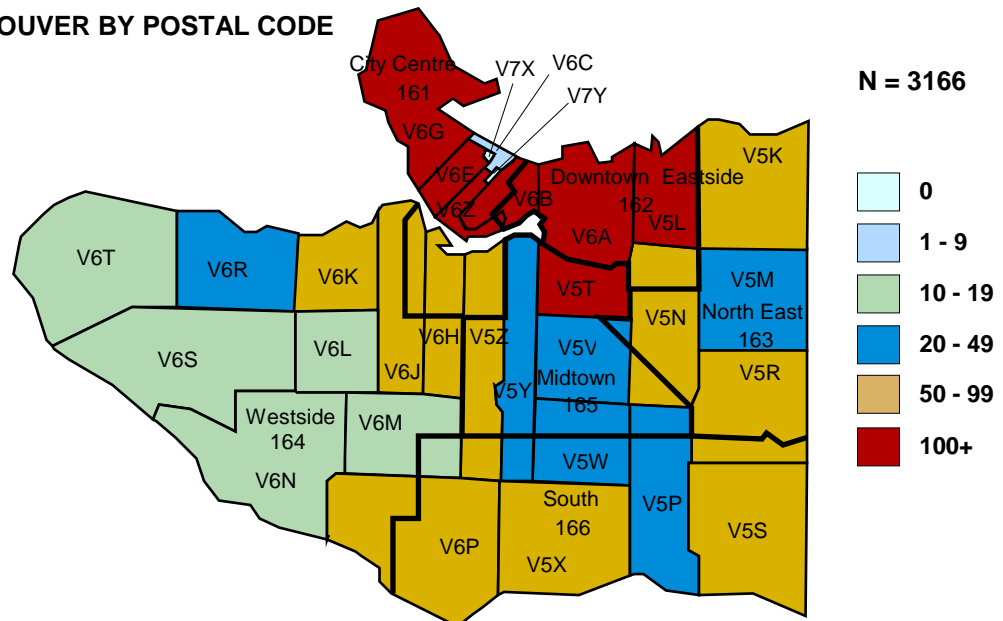 OUVER BY POSTAL CODE
City Centre
161
V7X
V6C
V7Y
N = 3166
V6G
V6E
V6Z
V6B
Downtown Eastside
162
V5L
V6A
V5K
0
1 - 9
10 - 19
20 - 49
50 - 99
100+
V6T
V6R
V6K
V5T
V5M
North East
163
V6S
V6L
V6J
V6H
V5Z
V5Y
V5V
Midtown
165
V5N
V5R
Westside
164
V6M
V6N
V5W
South
166
V6P
V5X
V5P
V5S